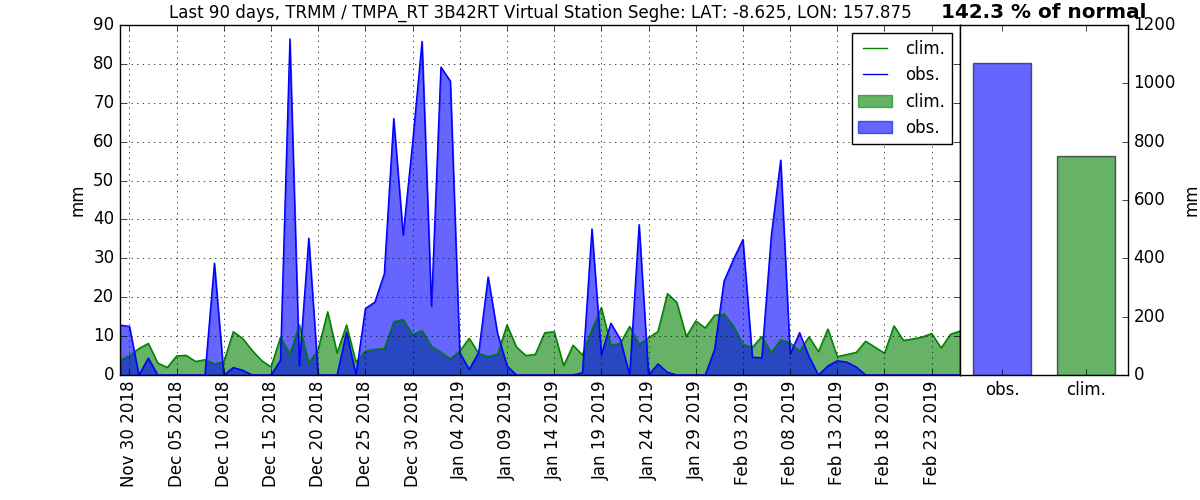 Last 90 days, TRMM / TMPA_RT 3B42RT Virtual Station Seghe: LAT: -8.625, LON: 157.875
142.3 % of normal
90
80
70
60
50
40
30
20
10
0
mm
clim.
obs.
clim.
obs.
Nov 30 2018
Dec 05 2018
Dec 10 2018
Dec 15 2018
Dec 20 2018
Dec 25 2018
Dec 30 2018
Jan 04 2019
Jan 09 2019
Jan 14 2019
Jan 19 2019
Jan 24 2019
Jan 29 2019
Feb 03 2019
Feb 08 2019
Feb 13 2019
Feb 18 2019
Feb 23 2019
1200
1000
800
600
400
200
0
mm
obs.
clim.